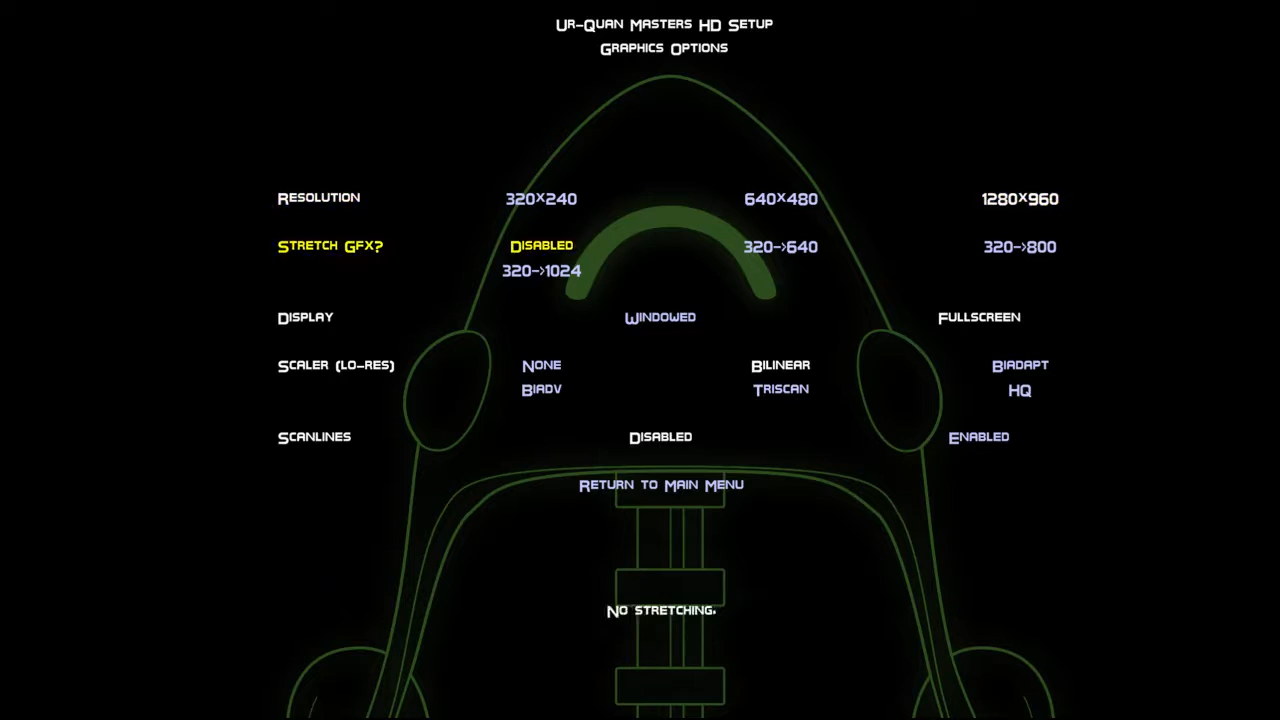 Ur-Quan Masters HD Setup
Graphics Options
Resolution 320x240 640x480 1280x960
Stretch Gfx? Disabled 320->640 320->800
320->1024
Display Windowed Fullscreen
Scaler (lo-res) None Bilinear Biadapt
Biadv Triscan HQ
Scanlines Disabled Enabled
Return to Main Menu
No stretching.